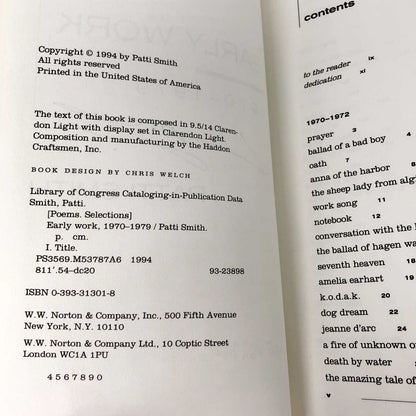 Copyright © 1994 by Patti Smith
All rights reserved
Printed in the United States of America
The text of this book is composed in 9.5/14 Claren-
don Light with display set in Clarendon Light.
Composition and manufacturing by the Haddon
Craftsmen, Inc.
BOOK DESIGN BY CHRIS WELCH
Library of Congress Cataloging-in-Publication Data
Smith, Patti.
[Poems. Selections]
Early work, 1970–1979 / Patti Smith.
p. cm.
I. Title.
PS3569.M53787A6 1994
811'.54–dc20 93-23898
ISBN 0-393-31301-8
W.W. Norton & Company, Inc., 500 Fifth Avenue
New York, N.Y. 10110
W.W. Norton & Company Ltd., 10 Coptic Street
London WC1A 1PU
4 5 6 7 8 9 0
contents
to the reader ix
dedication xi
1970–1972
prayer 3
ballad of a bad boy 4
oath 7
anna of the harbor 8
the sheep lady from
work song 11
notebook 12
conversation with the
the ballad of hagen
seventh heaven 18
amelia earhart 19
k.o.d.a.k. 20
dog dream 22
jeanne d'arc 24
a fire of unknown
death by water 28
the amazing tale of
v